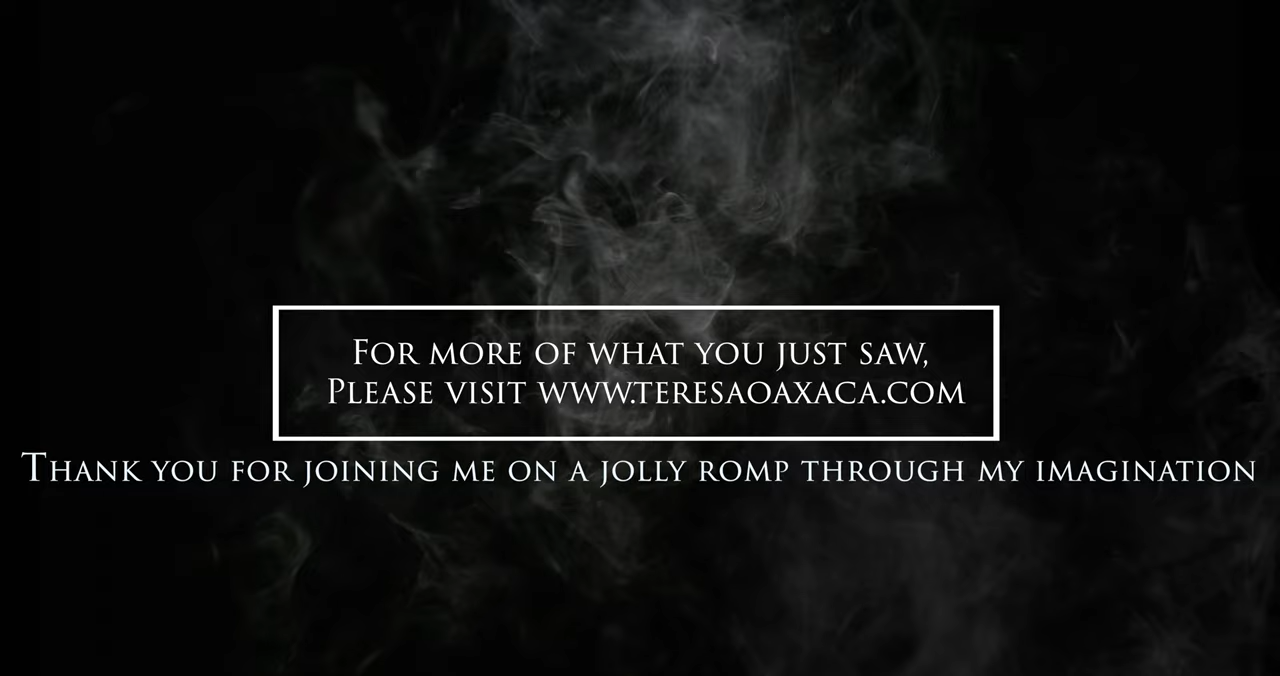 For more of what you just saw,
Please visit www.teresaoaxaca.com
Thank you for joining me on a jolly romp through my imagination